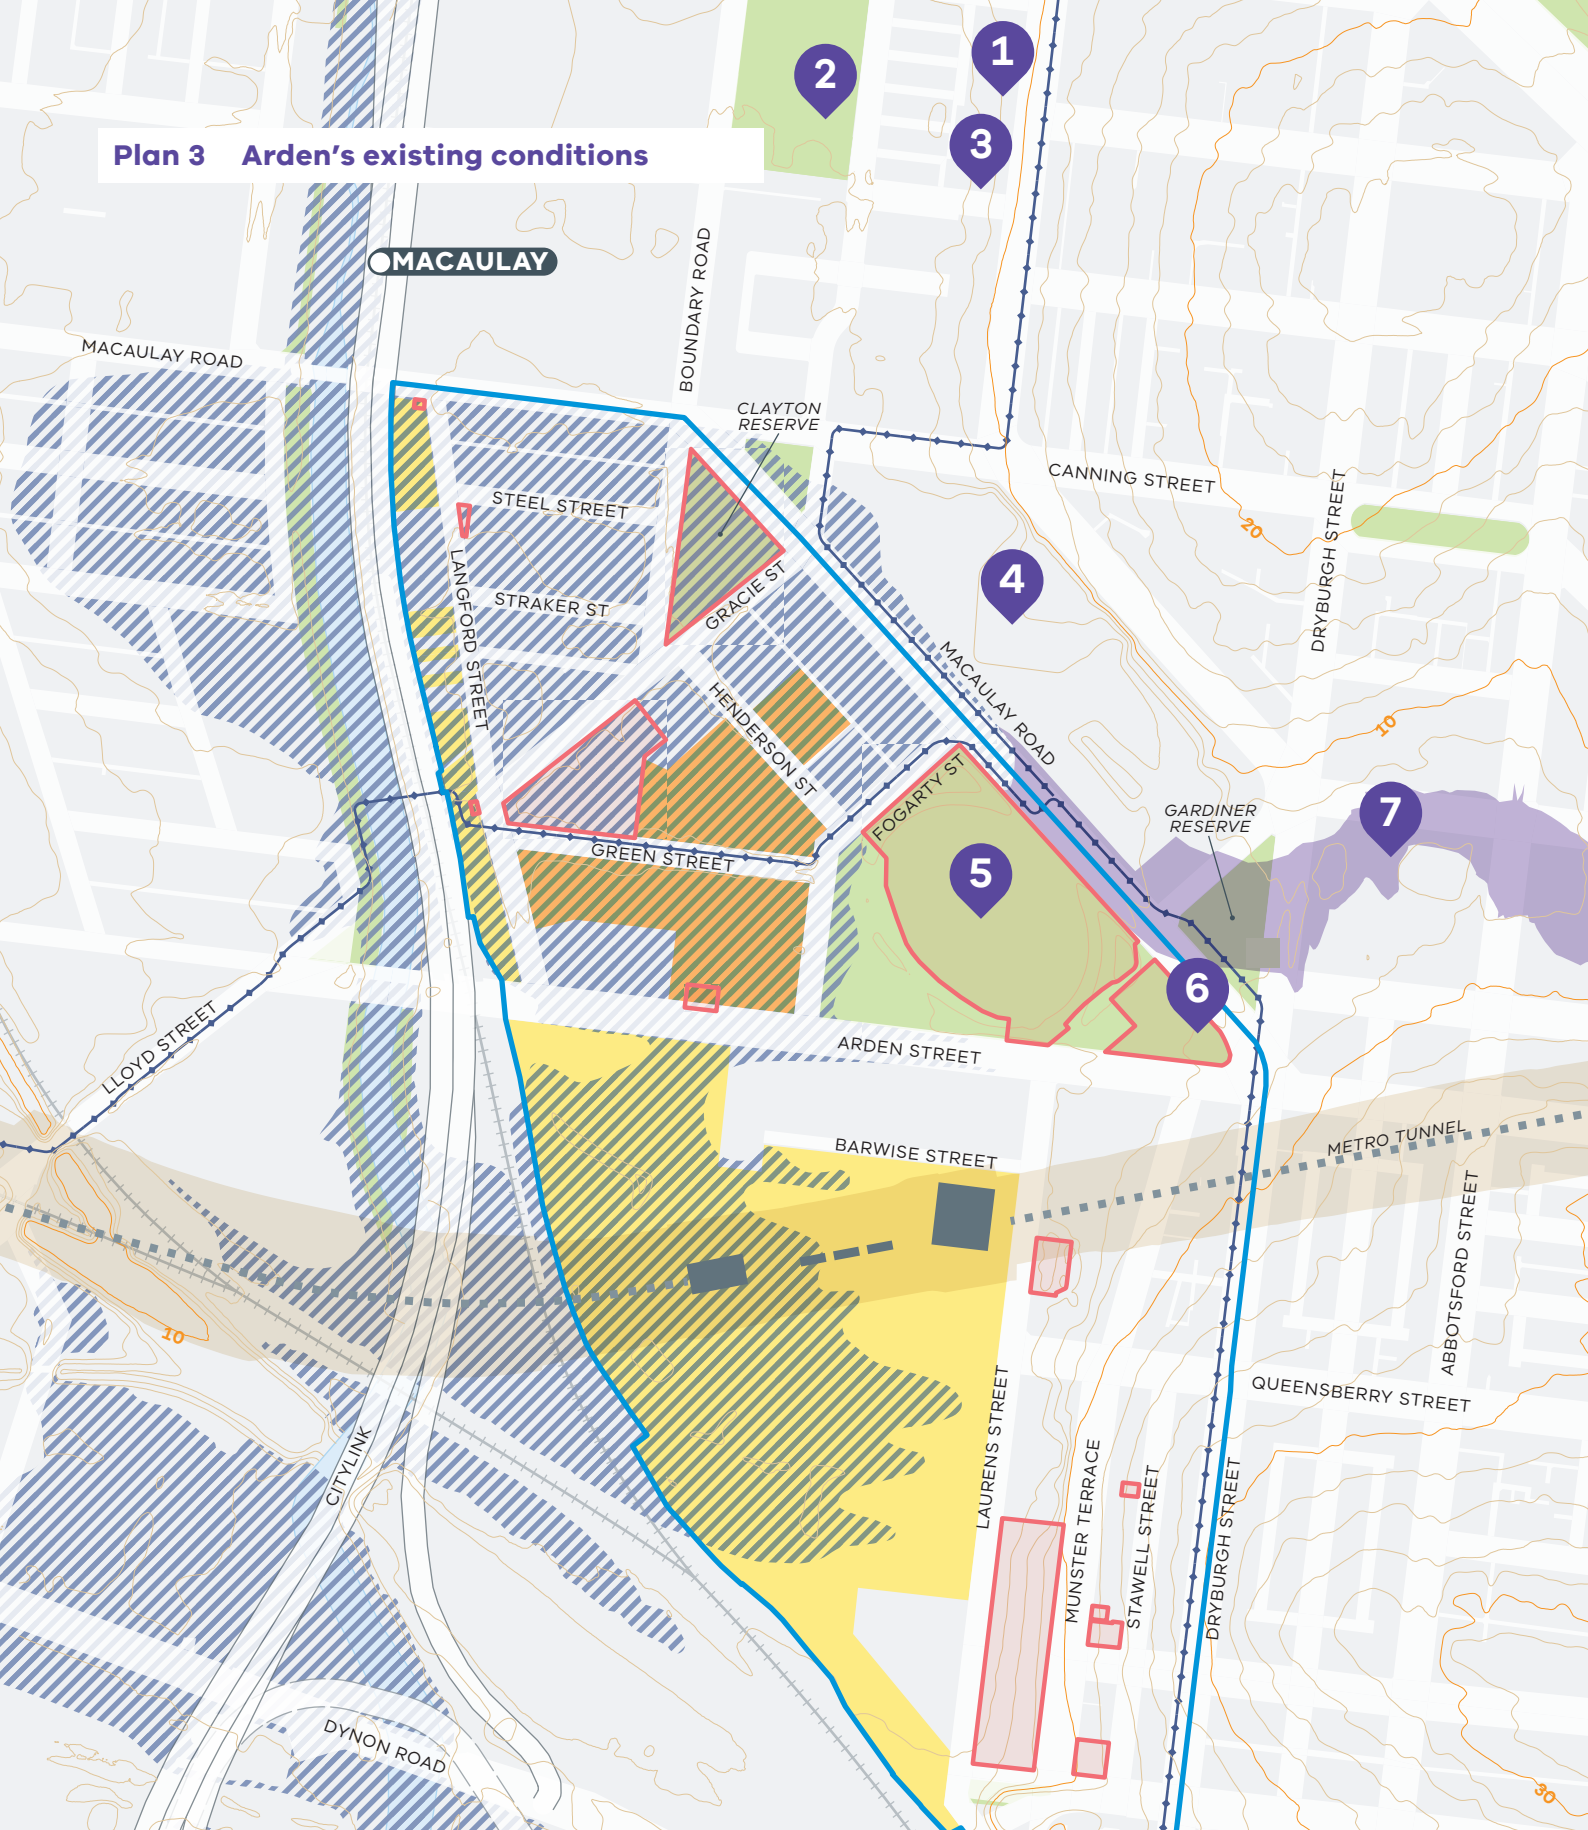 1
2
3
Plan 3 Arden's existing conditions
MACAULAY
BOUNDARY ROAD
MACAULAY ROAD
CLAYTON
RESERVE
CANNING STREET
STEEL STREET
20
DRYBURGH STREET
LANGFORD STREET
GRACIE ST
STRAKER ST
4
MACAULAY ROAD
HENDERSON ST
10
FOGARTY ST
GARDINER
RESERVE
7
GREEN STREET
5
6
LLOYD STREET
ARDEN STREET
METRO TUNNEL
BARWISE STREET
ABBOTSFORD STREET
10
QUEENSBERRY STREET
LAURENS STREET
CITYLINK
MUNSTER TERRACE
STAWELL STREET
DRYBURGH STREET
DYNON ROAD
30